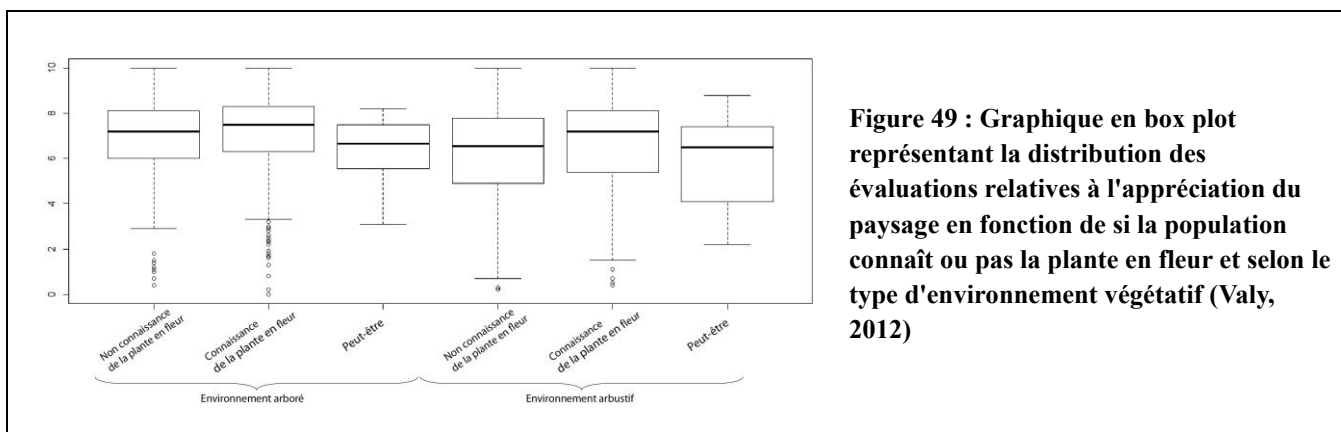 10
8
6
4
2
0
Non connaissance
de la plante en fleur
Connaissance
de la plante en fleur
Peut-être
Non connaissance
de la plante en fleur
Connaissance
de la plante en fleur
Peut-être
Environnement arboré
Environnement arbustif
Figure 49 : Graphique en box plot
représentant la distribution des
évaluations relatives à l'appréciation du
paysage en fonction de si la population
connaît ou pas la plante en fleur et selon le
type d'environnement végétatif (Valy,
2012)